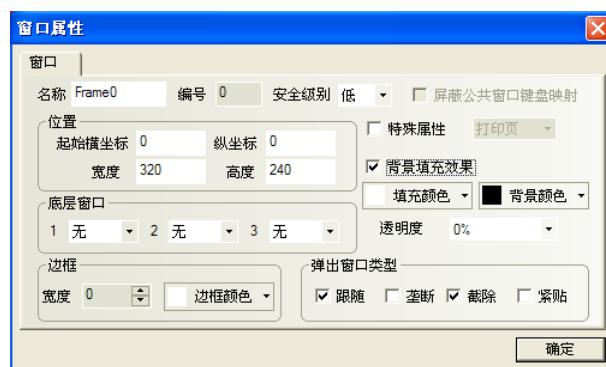 窗口属性
窗口
名称 Frame0 编号 0 安全级别 低 屏蔽公共窗口键盘映射
位置
起始横坐标 0 纵坐标 0
宽度 320 高度 240
特殊属性 打印页
背景填充效果
填充颜色 背景颜色
底层窗口
1 无 2 无 3 无
透明度 0%
边框
宽度 0 边框颜色
弹出窗口类型
跟随 垄断 截除 紧贴
确定